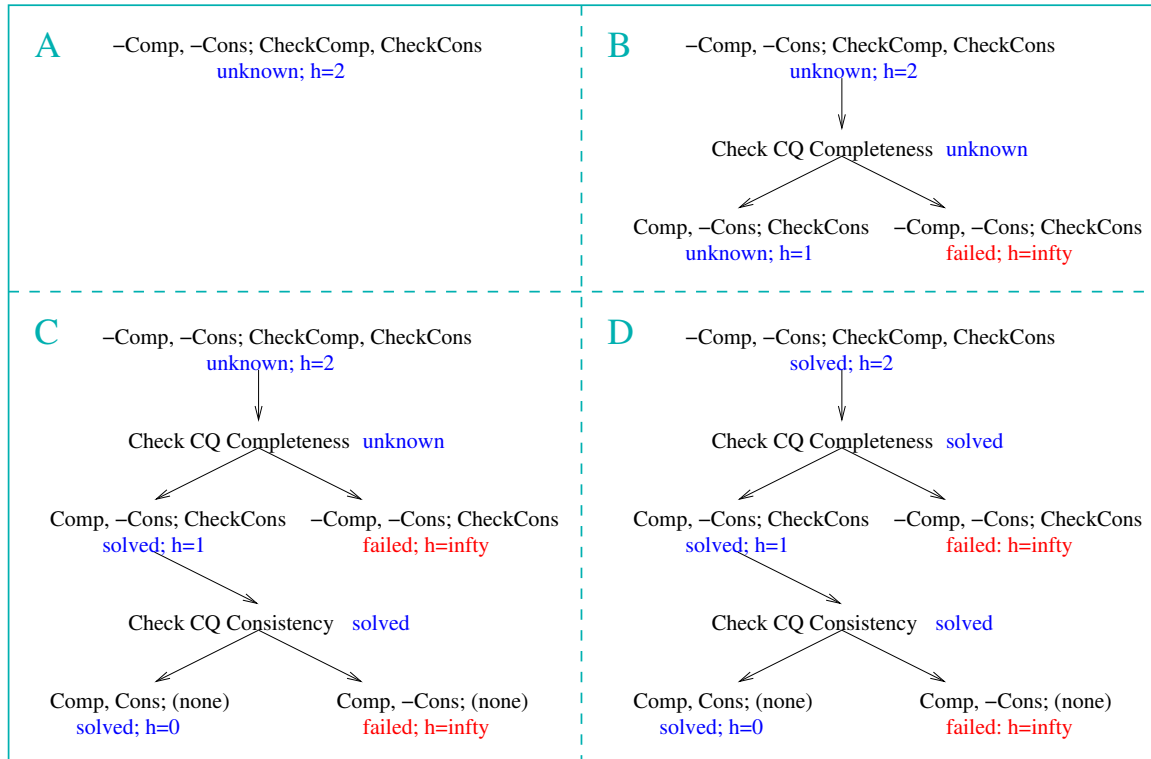 A
−Comp, −Cons; CheckComp, CheckCons
unknown; h=2
B
−Comp, −Cons; CheckComp, CheckCons
unknown; h=2
Check CQ Completeness unknown
Comp, −Cons; CheckCons
unknown; h=1
−Comp, −Cons; CheckCons
failed; h=infty
C
−Comp, −Cons; CheckComp, CheckCons
unknown; h=2
Check CQ Completeness unknown
Comp, −Cons; CheckCons
solved; h=1
−Comp, −Cons; CheckCons
failed; h=infty
Check CQ Consistency solved
Comp, Cons; (none)
solved; h=0
Comp, −Cons; (none)
failed; h=infty
D
−Comp, −Cons; CheckComp, CheckCons
solved; h=2
Check CQ Completeness solved
Comp, −Cons; CheckCons
solved; h=1
−Comp, −Cons; CheckCons
failed: h=infty
Check CQ Consistency solved
Comp, Cons; (none)
solved; h=0
Comp, −Cons; (none)
failed: h=infty